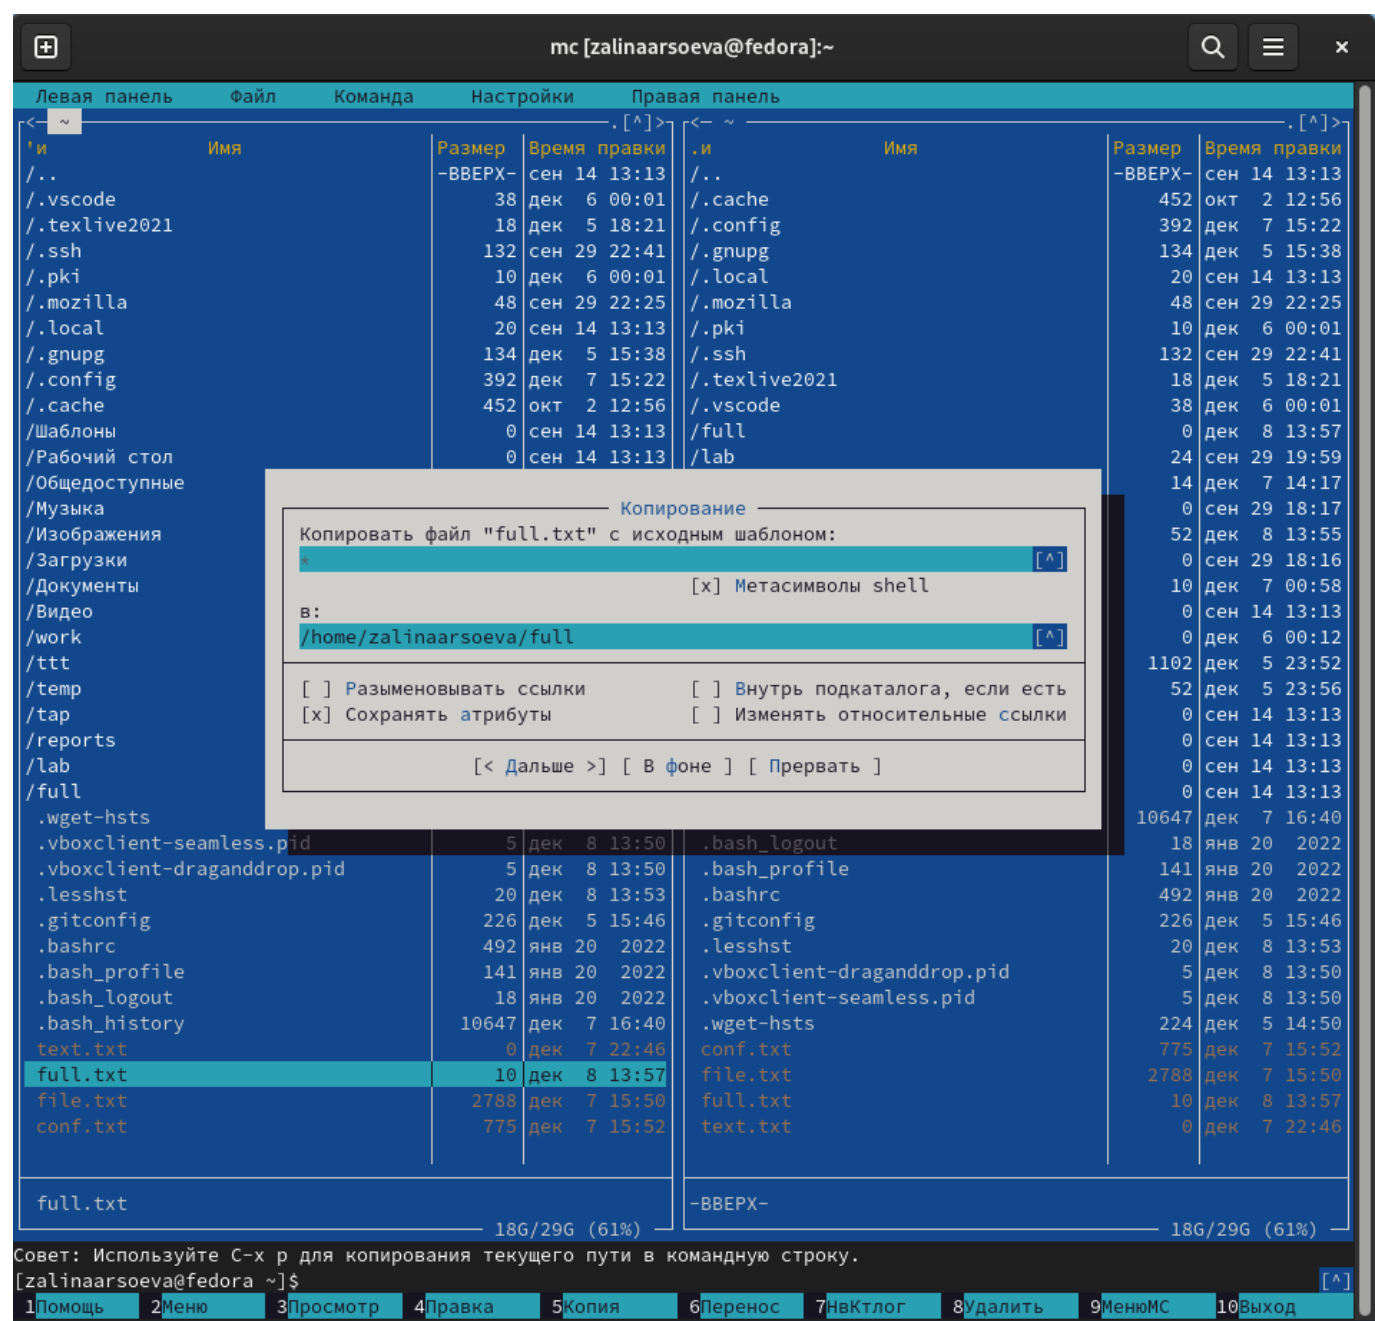 mc [zalinaarsoeva@fedora]:~
Левая панель Файл Команда Настройки Правая панель
<— ~ .[^]> <— ~ .[^]>
'и Имя Размер Время правки .и Имя Размер Время правки
/.. -ВВЕРХ- сен 14 13:13 /.. -ВВЕРХ- сен 14 13:13
/.vscode 38 дек 6 00:01 /.cache 452 окт 2 12:56
/.texlive2021 18 дек 5 18:21 /.config 392 дек 7 15:22
/.ssh 132 сен 29 22:41 /.gnupg 134 дек 5 15:38
/.pki 10 дек 6 00:01 /.local 20 сен 14 13:13
/.mozilla 48 сен 29 22:25 /.mozilla 48 сен 29 22:25
/.local 20 сен 14 13:13 /.pki 10 дек 6 00:01
/.gnupg 134 дек 5 15:38 /.ssh 132 сен 29 22:41
/.config 392 дек 7 15:22 /.texlive2021 18 дек 5 18:21
/.cache 452 окт 2 12:56 /.vscode 38 дек 6 00:01
/Шаблоны 0 сен 14 13:13 /full 0 дек 8 13:57
/Рабочий стол 0 сен 14 13:13 /lab 24 сен 29 19:59
/Общедоступные 14 дек 7 14:17
/Музыка Копирование 0 сен 29 18:17
/Изображения Копировать файл "full.txt" с исходным шаблоном: 52 дек 8 13:55
/Загрузки * [^] 0 сен 29 18:16
/Документы [x] Метасимволы shell 10 дек 7 00:58
/Видео в: 0 сен 14 13:13
/work /home/zalinaarsoeva/full [^] 0 дек 6 00:12
/ttt 1102 дек 5 23:52
/temp [ ] Разыменовывать ссылки [ ] Внутрь подкаталога, если есть 52 дек 5 23:56
/tap [x] Сохранять атрибуты [ ] Изменять относительные ссылки 0 сен 14 13:13
/reports 0 сен 14 13:13
/lab [< Дальше >] [ В фоне ] [ Прервать ] 0 сен 14 13:13
/full 0 сен 14 13:13
.wget-hsts 10647 дек 7 16:40
.vboxclient-seamless.pid 5 дек 8 13:50 .bash_logout 18 янв 20 2022
.vboxclient-draganddrop.pid 5 дек 8 13:50 .bash_profile 141 янв 20 2022
.lesshst 20 дек 8 13:53 .bashrc 492 янв 20 2022
.gitconfig 226 дек 5 15:46 .gitconfig 226 дек 5 15:46
.bashrc 492 янв 20 2022 .lesshst 20 дек 8 13:53
.bash_profile 141 янв 20 2022 .vboxclient-draganddrop.pid 5 дек 8 13:50
.bash_logout 18 янв 20 2022 .vboxclient-seamless.pid 5 дек 8 13:50
.bash_history 10647 дек 7 16:40 .wget-hsts 224 дек 5 14:50
text.txt 0 дек 7 22:46 conf.txt 775 дек 7 15:52
full.txt 10 дек 8 13:57 file.txt 2788 дек 7 15:50
file.txt 2788 дек 7 15:50 full.txt 10 дек 8 13:57
conf.txt 775 дек 7 15:52 text.txt 0 дек 7 22:46
full.txt -ВВЕРХ-
18G/29G (61%) 18G/29G (61%)
Совет: Используйте C-x p для копирования текущего пути в командную строку.
[zalinaarsoeva@fedora ~]$ [^]
1Помощь 2Меню 3Просмотр 4Правка 5Копия 6Перенос 7НвКтлог 8Удалить 9МенюМС 10Выход